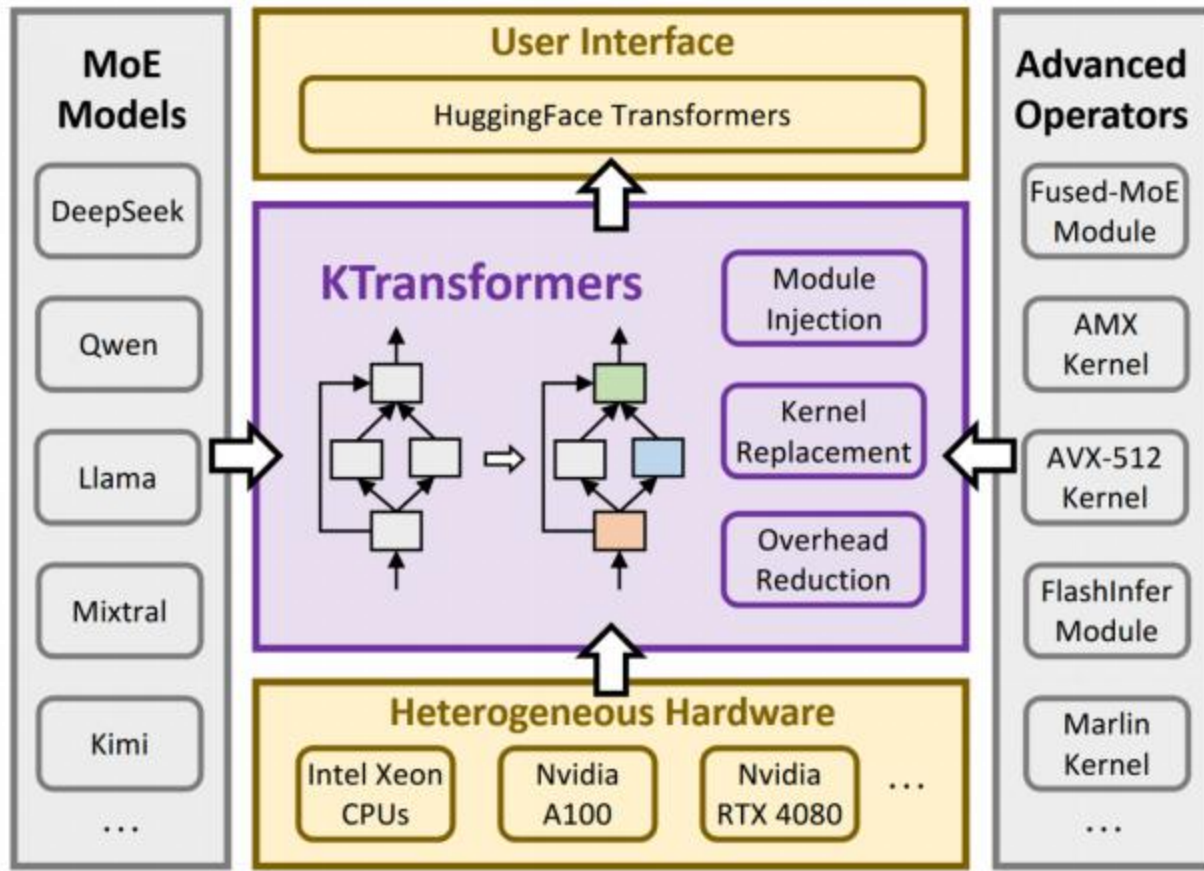 MoE
Models
DeepSeek
Qwen
Llama
Mixtral
Kimi
...
User Interface
HuggingFace Transformers
KTransformers
Module
Injection
Kernel
Replacement
Overhead
Reduction
Heterogeneous Hardware
Intel Xeon
CPUs
Nvidia
A100
Nvidia
RTX 4080
...
Advanced
Operators
Fused-MoE
Module
AMX
Kernel
AVX-512
Kernel
FlashInfer
Module
Marlin
Kernel
...